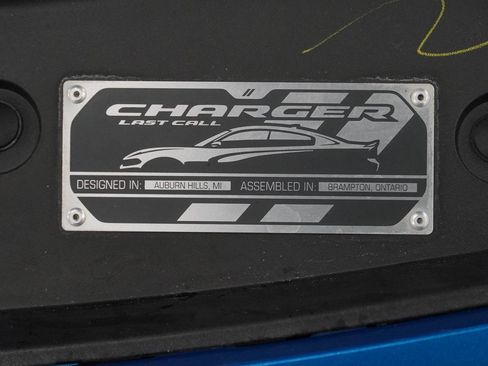 CHARGER
LAST CALL
DESIGNED IN: AUBURN HILLS, MI ASSEMBLED IN: BRAMPTON, ONTARIO